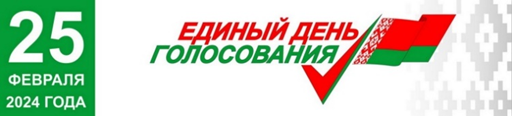 25
ФЕВРАЛЯ
2024 ГОДА
ЕДИНЫЙ ДЕНЬ
ГОЛОСОВАНИЯ